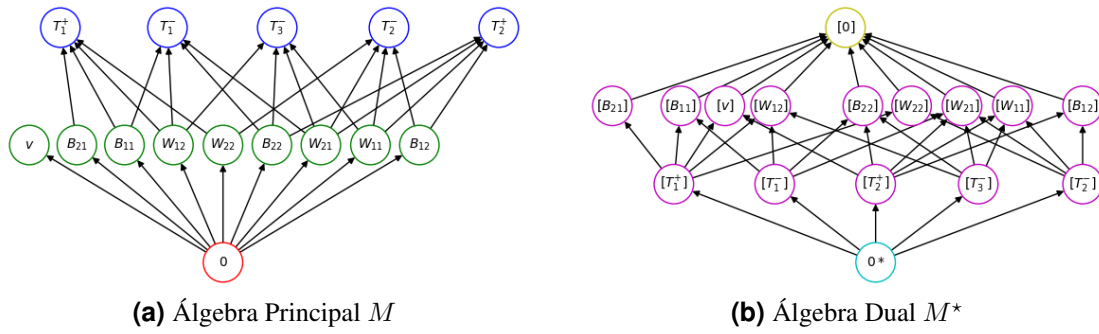 T₁⁺ T₁⁻ T₃⁻ T₂⁻ T₂⁺
v B₂₁ B₁₁ W₁₂ W₂₂ B₂₂ W₂₁ W₁₁ B₁₂
0
(a) Álgebra Principal M
[0]
[B₂₁] [B₁₁] [v] [W₁₂] [B₂₂] [W₂₂] [W₂₁] [W₁₁] [B₁₂]
[T₁⁺] [T₁⁻] [T₂⁺] [T₃⁻] [T₂⁻]
0*
(b) Álgebra Dual M⋆